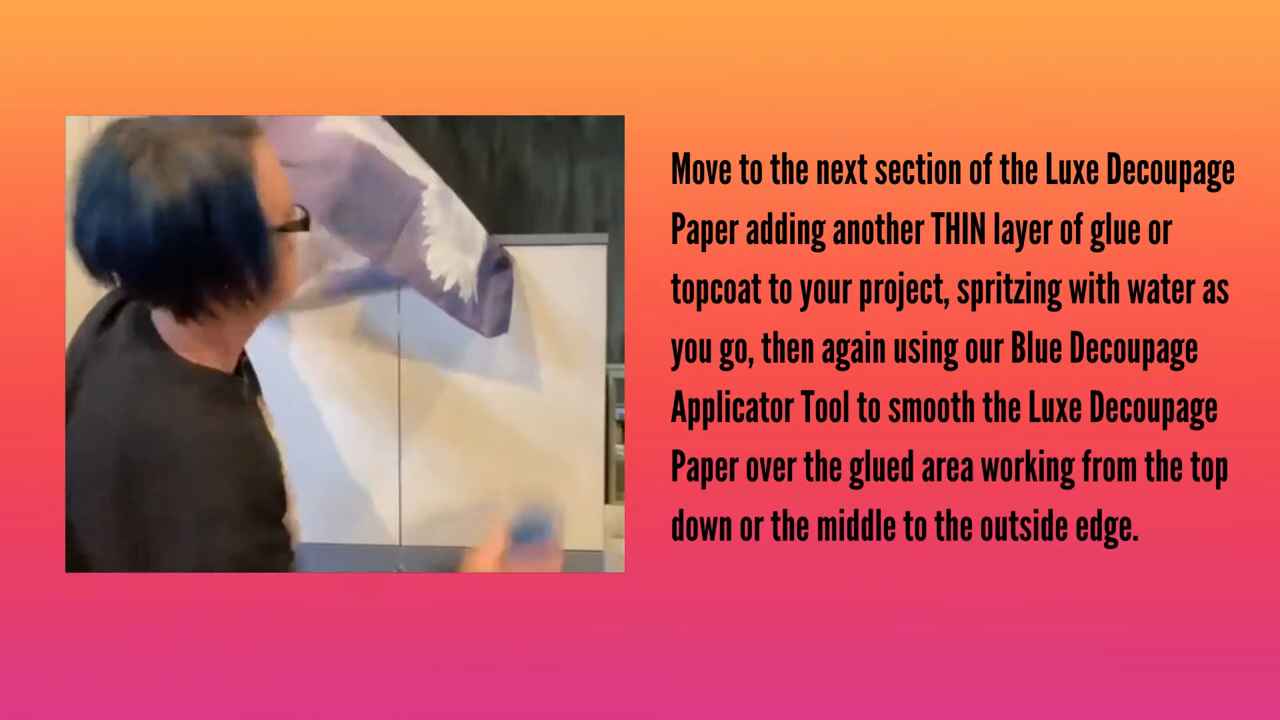 Move to the next section of the Luxe Decoupage
Paper adding another THIN layer of glue or
topcoat to your project, spritzing with water as
you go, then again using our Blue Decoupage
Applicator Tool to smooth the Luxe Decoupage
Paper over the glued area working from the top
down or the middle to the outside edge.